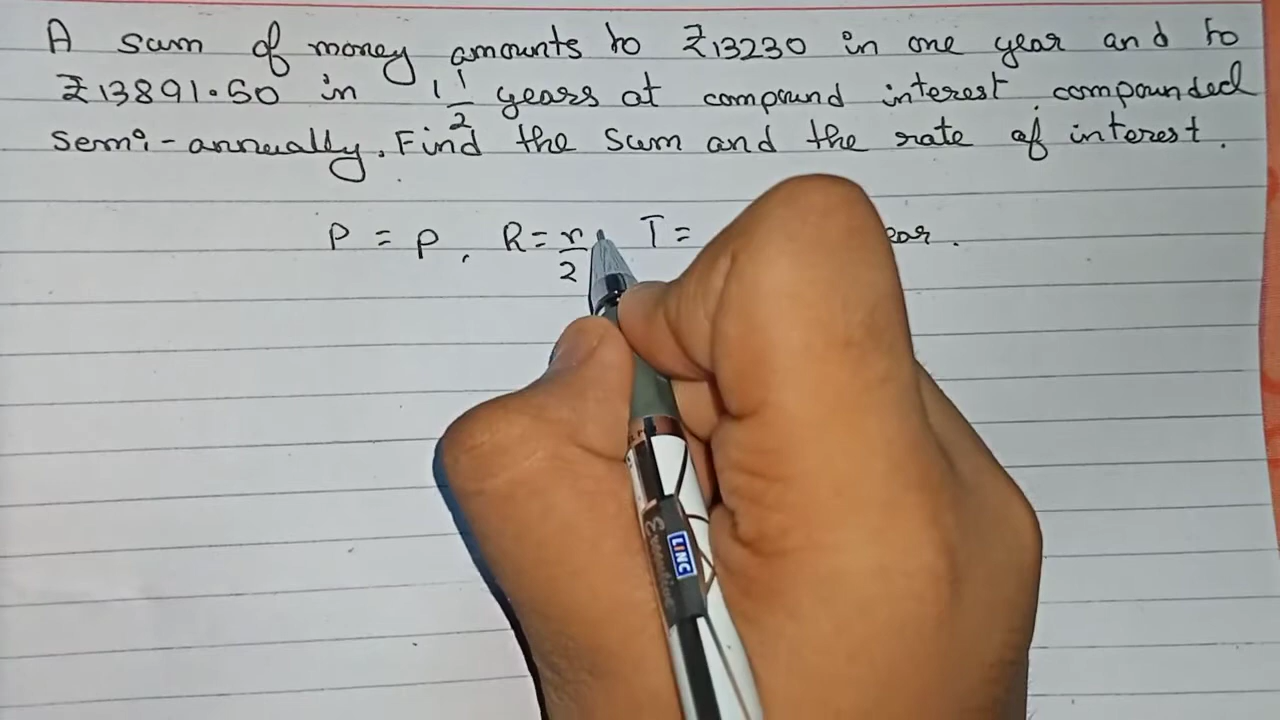 A sum of money amounts to ₹13230 in one year and to
₹13891.50 in 1 1/2 years at compound interest compounded
semi-annually. Find the sum and the rate of interest.
P = p, R = r/2 T =
LINC